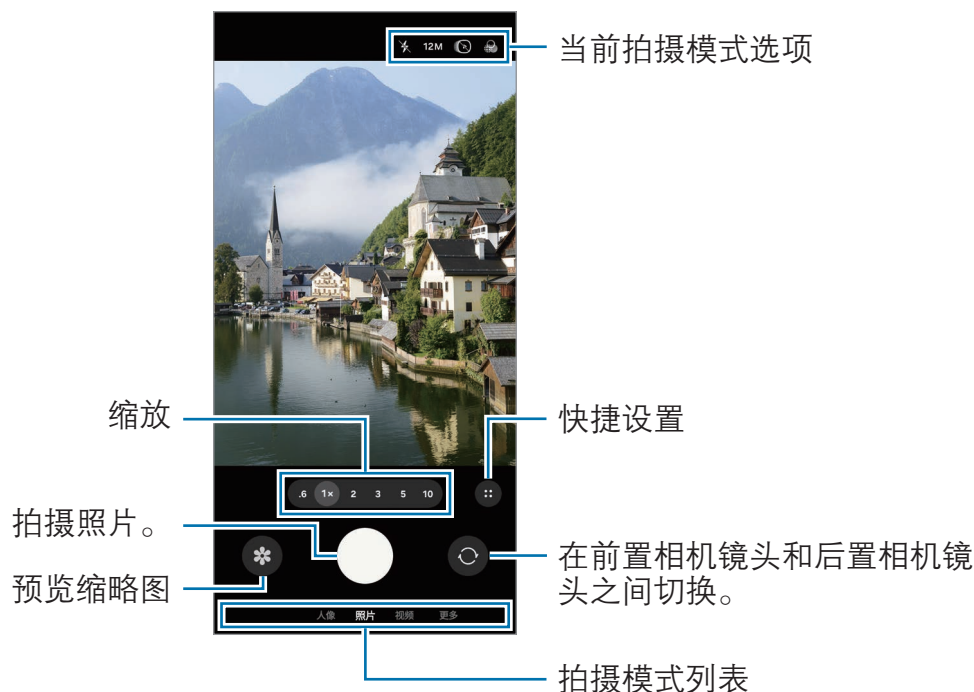 12M
当前拍摄模式选项
缩放
快捷设置
.6 1× 2 3 5 10
拍摄照片。
在前置相机镜头和后置相机镜
头之间切换。
预览缩略图
人像 照片 视频 更多
拍摄模式列表